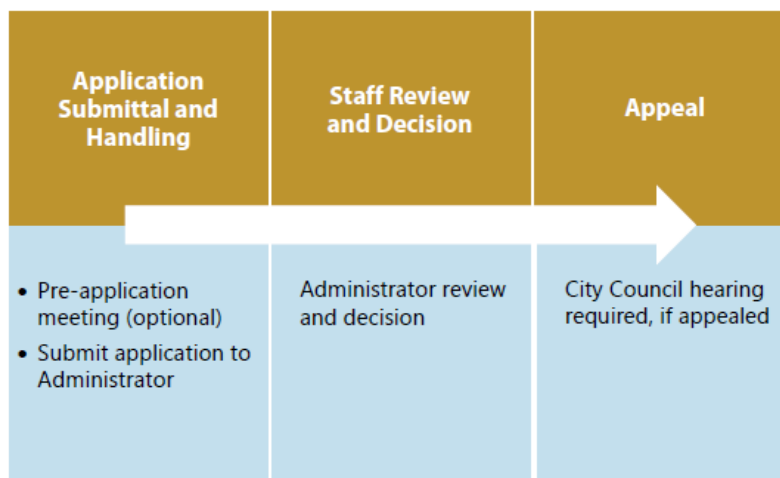 Application
Submittal and
Handling
Staff Review
and Decision
Appeal
• Pre-application
meeting (optional)
• Submit application to
Administrator
Administrator review
and decision
City Council hearing
required, if appealed